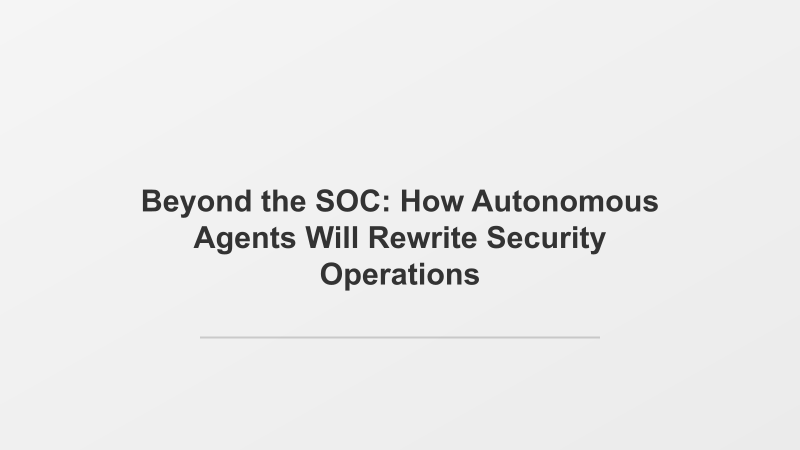 Beyond the SOC: How Autonomous
Agents Will Rewrite Security
Operations